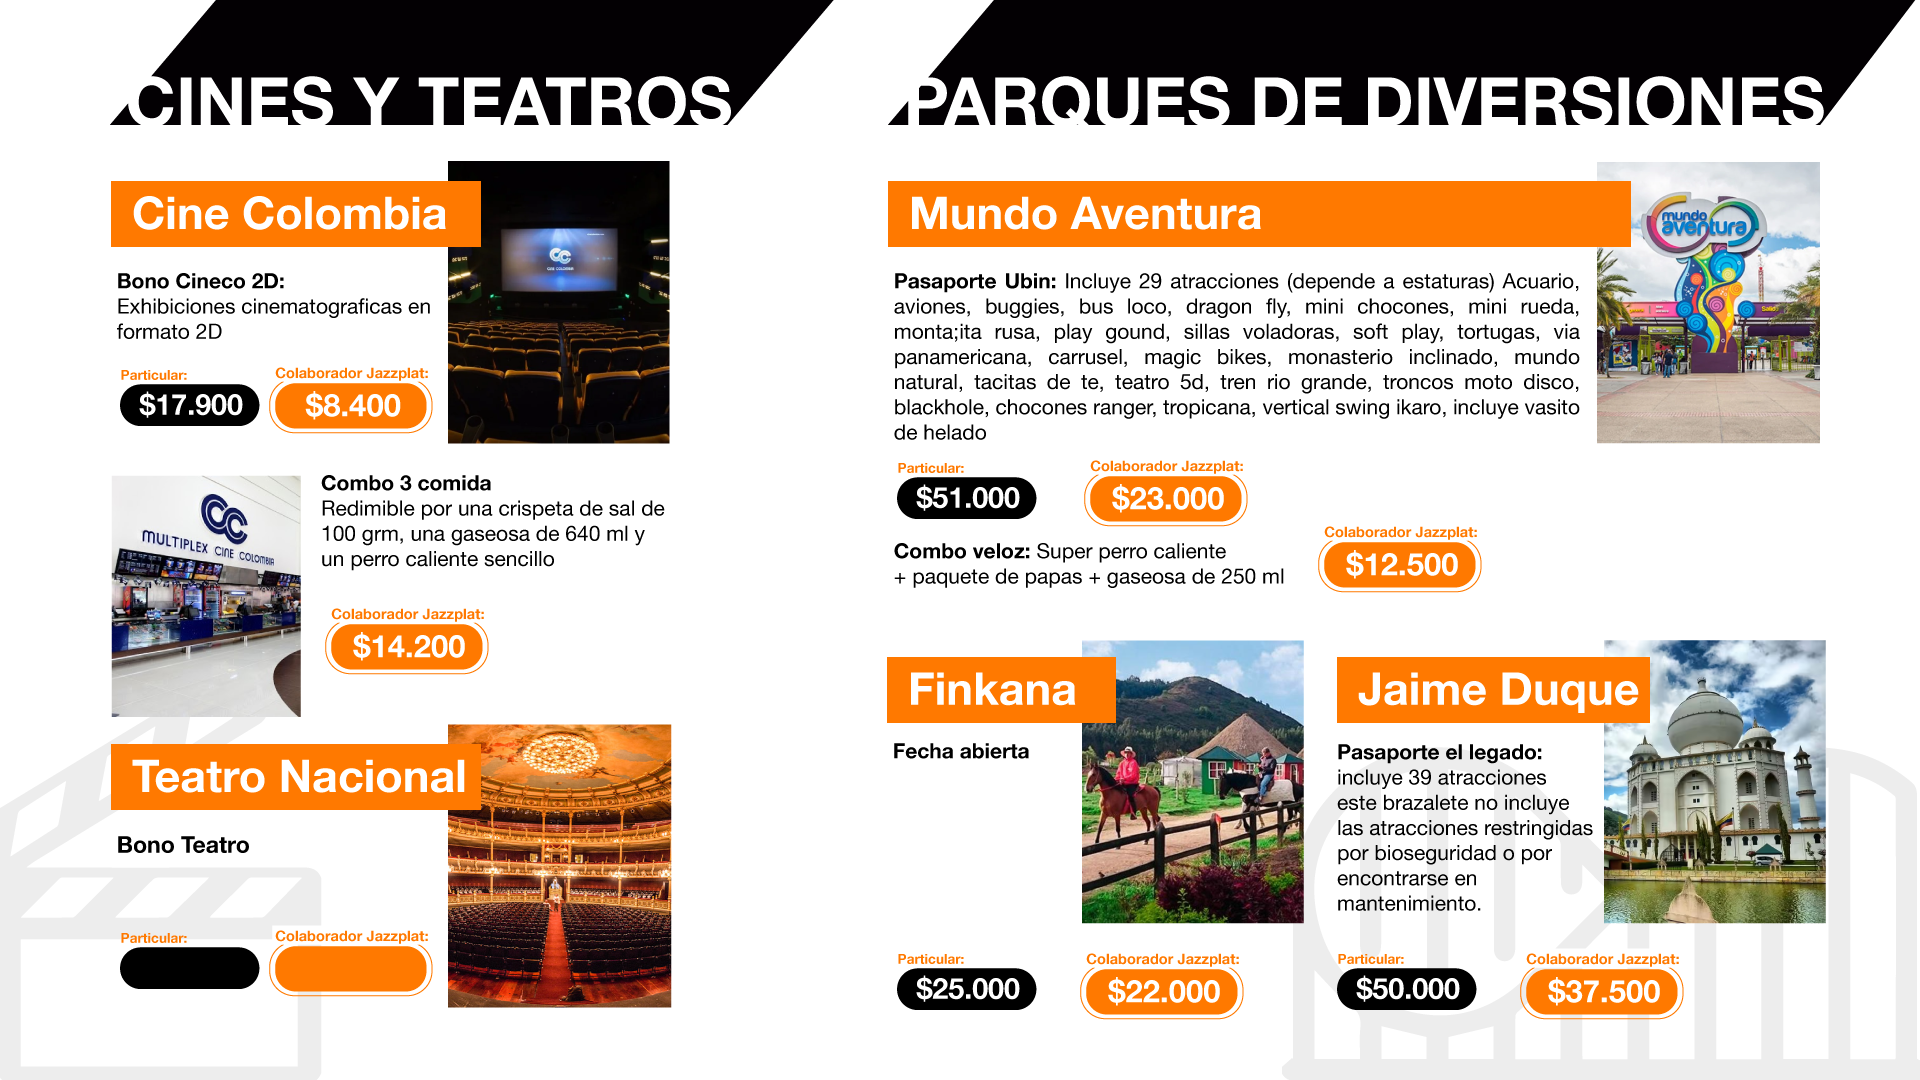 CINES Y TEATROS
Cine Colombia
CC
CINE COLOMBIA
Bono Cineco 2D:
Exhibiciones cinematograficas en
formato 2D
Particular:
$17.900
Colaborador Jazzplat:
$8.400
CC
MULTIPLEX CINE COLOMBIA
Combo 3 comida
Redimible por una crispeta de sal de
100 grm, una gaseosa de 640 ml y
un perro caliente sencillo
Colaborador Jazzplat:
$14.200
Teatro Nacional
Bono Teatro
Particular:
Colaborador Jazzplat:
PARQUES DE DIVERSIONES
Mundo Aventura
mundo
aventura
Salida
Pasaporte Ubin: Incluye 29 atracciones (depende a estaturas) Acuario,
aviones, buggies, bus loco, dragon fly, mini chocones, mini rueda,
monta;ita rusa, play gound, sillas voladoras, soft play, tortugas, via
panamericana, carrusel, magic bikes, monasterio inclinado, mundo
natural, tacitas de te, teatro 5d, tren rio grande, troncos moto disco,
blackhole, chocones ranger, tropicana, vertical swing ikaro, incluye vasito
de helado
Particular:
$51.000
Colaborador Jazzplat:
$23.000
Combo veloz: Super perro caliente
+ paquete de papas + gaseosa de 250 ml
Colaborador Jazzplat:
$12.500
Finkana
Fecha abierta
Particular:
$25.000
Colaborador Jazzplat:
$22.000
Jaime Duque
Pasaporte el legado:
incluye 39 atracciones
este brazalete no incluye
las atracciones restringidas
por bioseguridad o por
encontrarse en
mantenimiento.
Particular:
$50.000
Colaborador Jazzplat:
$37.500